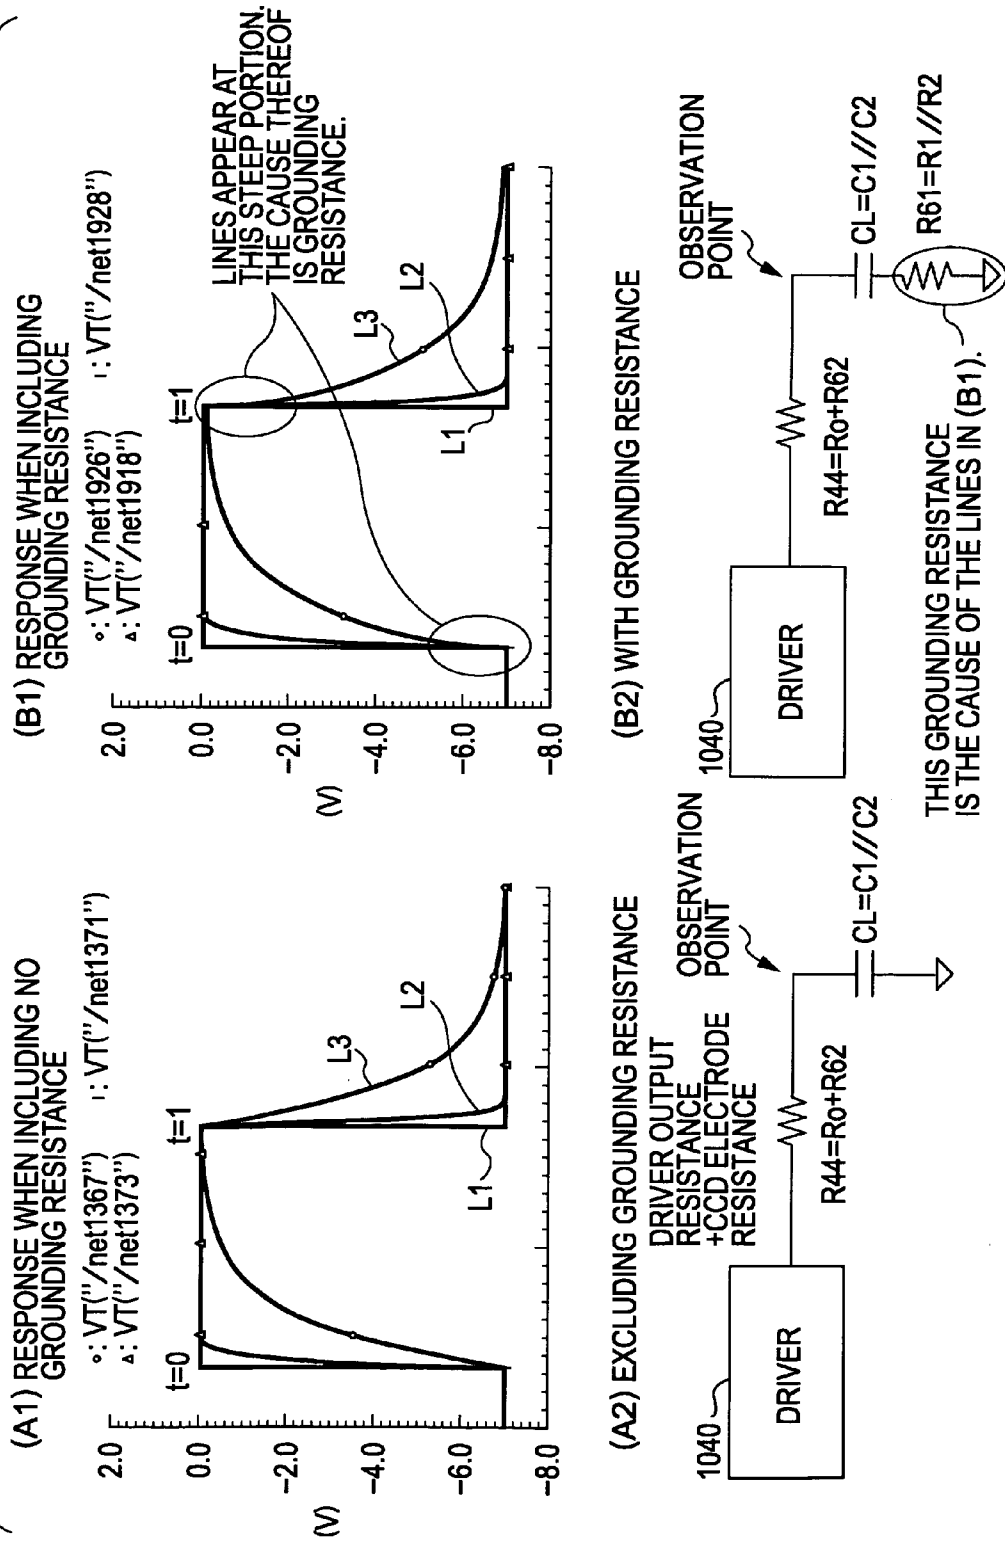 (A1) RESPONSE WHEN INCLUDING NO
GROUNDING RESISTANCE
∘: VT("/net1367")
ı: VT("/net1371")
▵: VT("/net1373")
t=0
t=1
2.0
0.0
−2.0
−4.0
−6.0
−8.0
(V)
L1
L2
L3
(B1) RESPONSE WHEN INCLUDING
GROUNDING RESISTANCE
∘: VT("/net1926")
ı: VT("/net1928")
▵: VT("/net1918")
t=0
t=1
2.0
0.0
−2.0
−4.0
−6.0
−8.0
(V)
L1
L2
L3
LINES APPEAR AT
THIS STEEP PORTION.
THE CAUSE THEREOF
IS GROUNDING
RESISTANCE.
(A2) EXCLUDING GROUNDING RESISTANCE
DRIVER OUTPUT
RESISTANCE
+CCD ELECTRODE
RESISTANCE
OBSERVATION
POINT
1040
DRIVER
R44=Ro+R62
CL=C1//C2
(B2) WITH GROUNDING RESISTANCE
OBSERVATION
POINT
1040
DRIVER
R44=Ro+R62
CL=C1//C2
R61=R1//R2
THIS GROUNDING RESISTANCE
IS THE CAUSE OF THE LINES IN (B1).